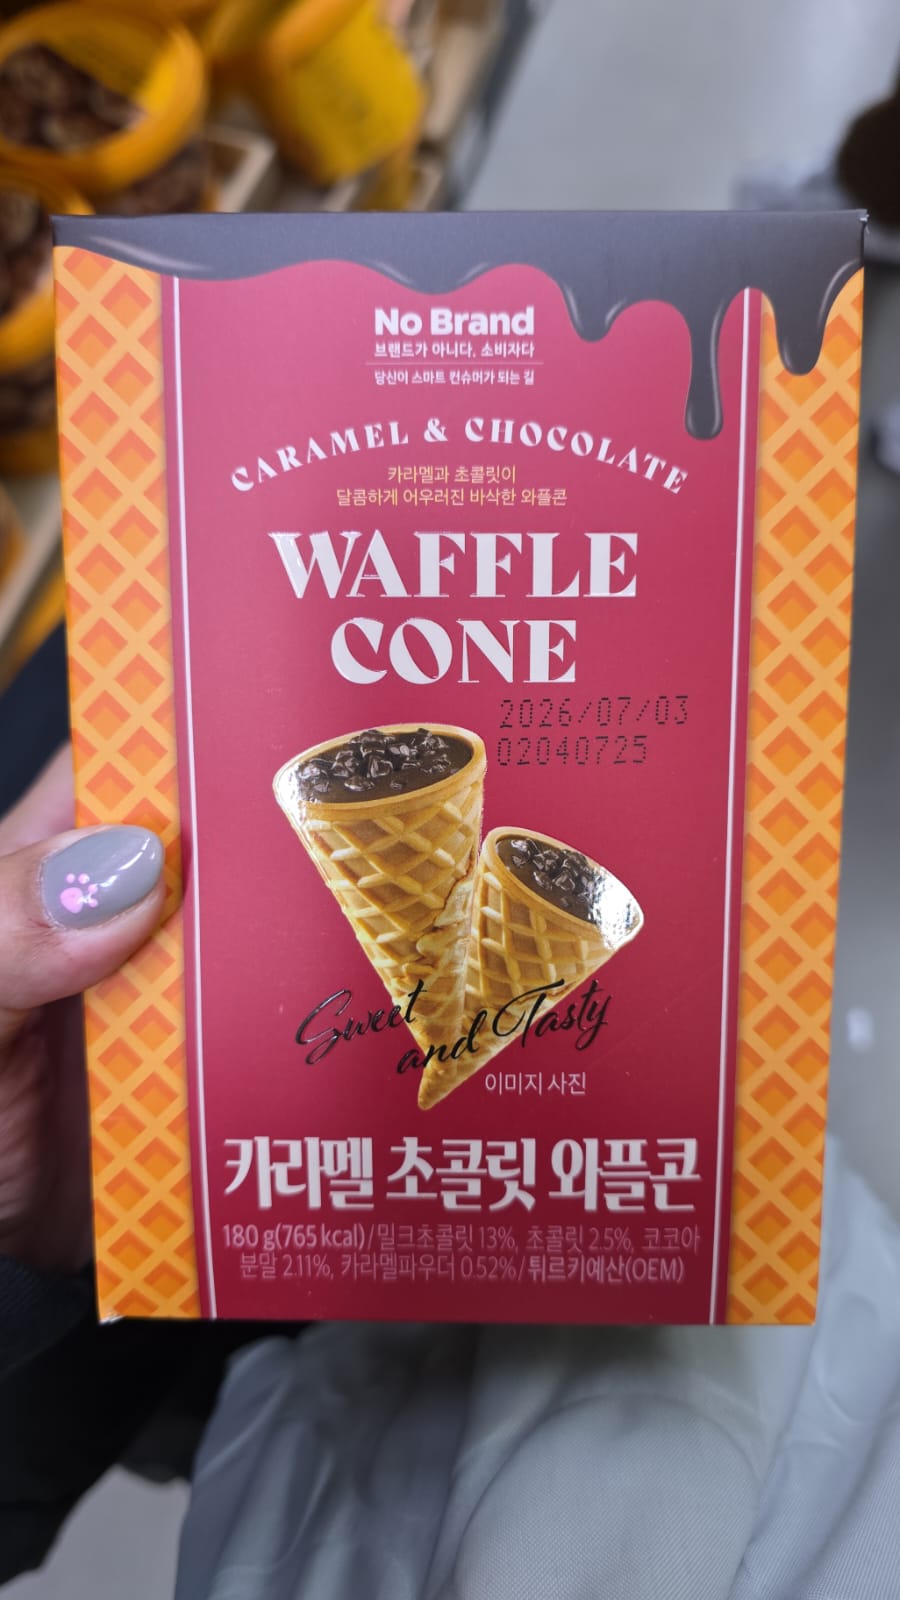 No Brand
브랜드가 아니다. 소비자다
당신이 스마트 컨슈머가 되는 길
CARAMEL & CHOCOLATE
카라멜과 초콜릿이
달콤하게 어우러진 바삭한 와플콘
WAFFLE
CONE
2026/07/03
02040725
Sweet
and Tasty
이미지 사진
카라멜 초콜릿 와플콘
180 g(765 kcal)/밀크초콜릿 13%, 초콜릿 2.5%, 코코아
분말 2.11%, 카라멜파우더 0.52%/튀르키예산(OEM)